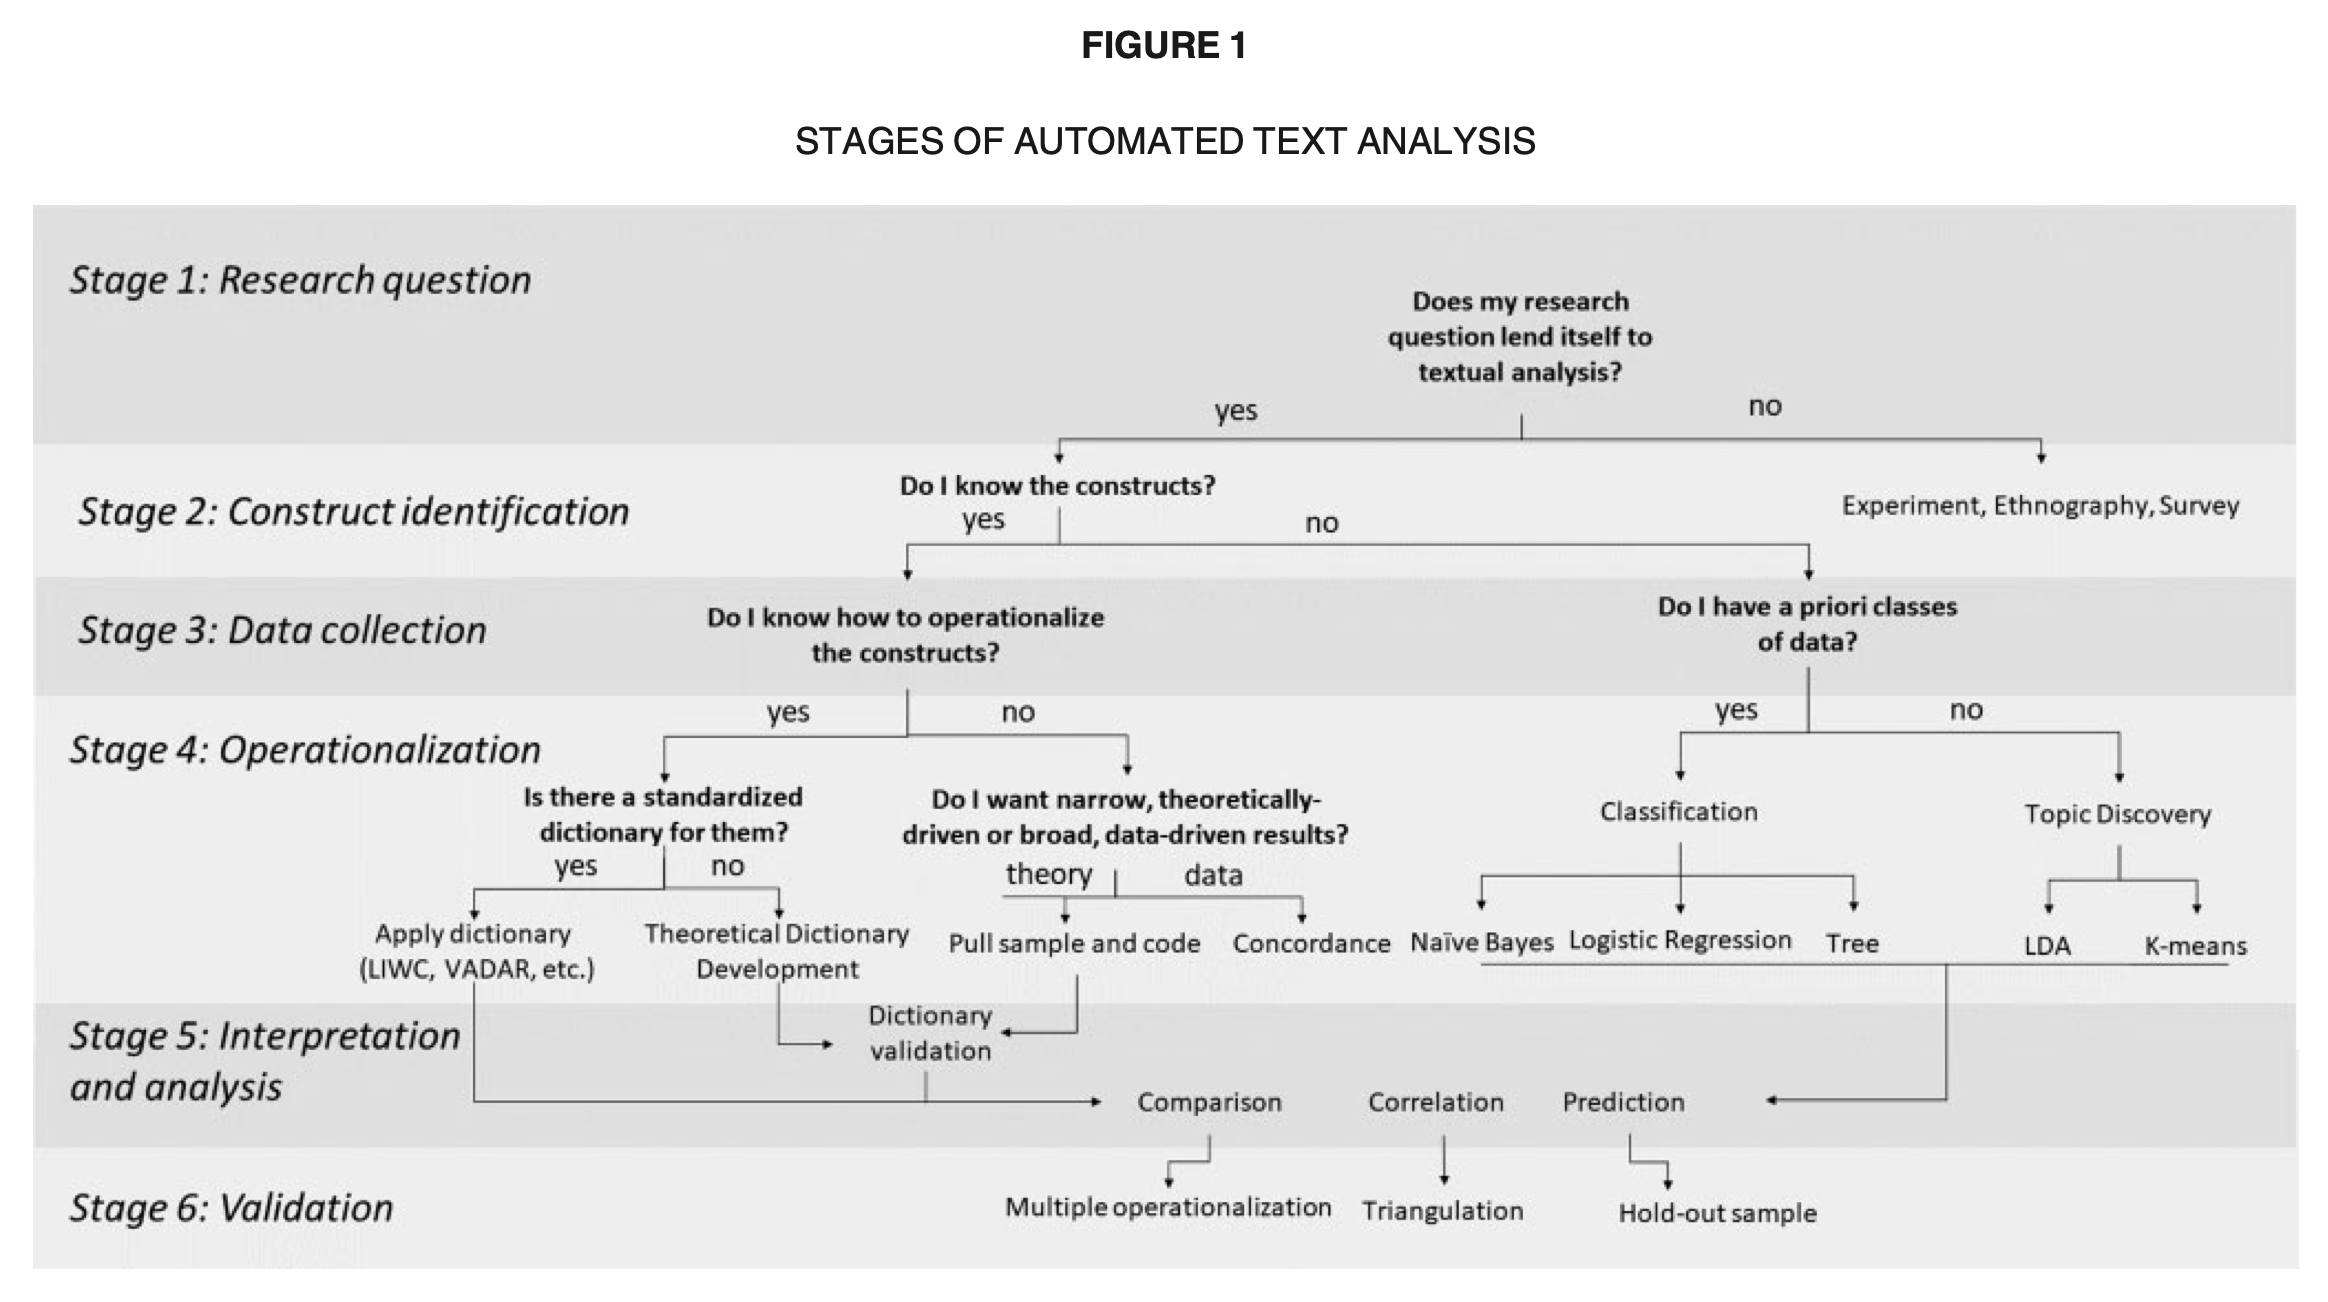 FIGURE 1
STAGES OF AUTOMATED TEXT ANALYSIS
Stage 1: Research question
Does my research
question lend itself to
textual analysis?
yes
no
Stage 2: Construct identification
Do I know the constructs?
yes
no
Experiment, Ethnography, Survey
Stage 3: Data collection
Do I know how to operationalize
the constructs?
Do I have a priori classes
of data?
Stage 4: Operationalization
yes
no
yes
no
Is there a standardized
dictionary for them?
yes
no
Do I want narrow, theoretically-
driven or broad, data-driven results?
theory
data
Classification
Topic Discovery
Apply dictionary
(LIWC, VADAR, etc.)
Theoretical Dictionary
Development
Pull sample and code
Concordance
Naïve Bayes
Logistic Regression
Tree
LDA
K-means
Stage 5: Interpretation
and analysis
Dictionary
validation
Comparison
Correlation
Prediction
Stage 6: Validation
Multiple operationalization
Triangulation
Hold-out sample